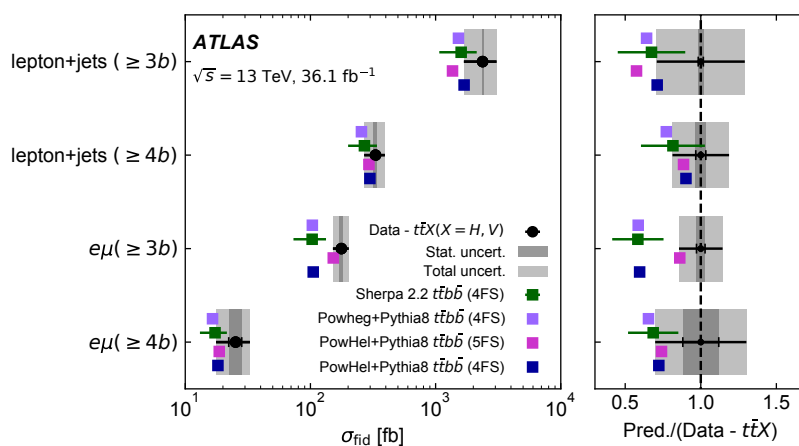 ATLAS
√s = 13 TeV, 36.1 fb⁻¹
lepton+jets ( ≥ 3b)
lepton+jets ( ≥ 4b)
eμ( ≥ 3b)
eμ( ≥ 4b)
Data - tt̄X(X = H, V)
Stat. uncert.
Total uncert.
Sherpa 2.2 tt̄bb̄ (4FS)
Powheg+Pythia8 tt̄bb̄ (4FS)
PowHel+Pythia8 tt̄bb̄ (5FS)
PowHel+Pythia8 tt̄bb̄ (4FS)
10¹ 10² 10³ 10⁴
σfid [fb]
0.5 1.0 1.5
Pred./(Data - tt̄X)